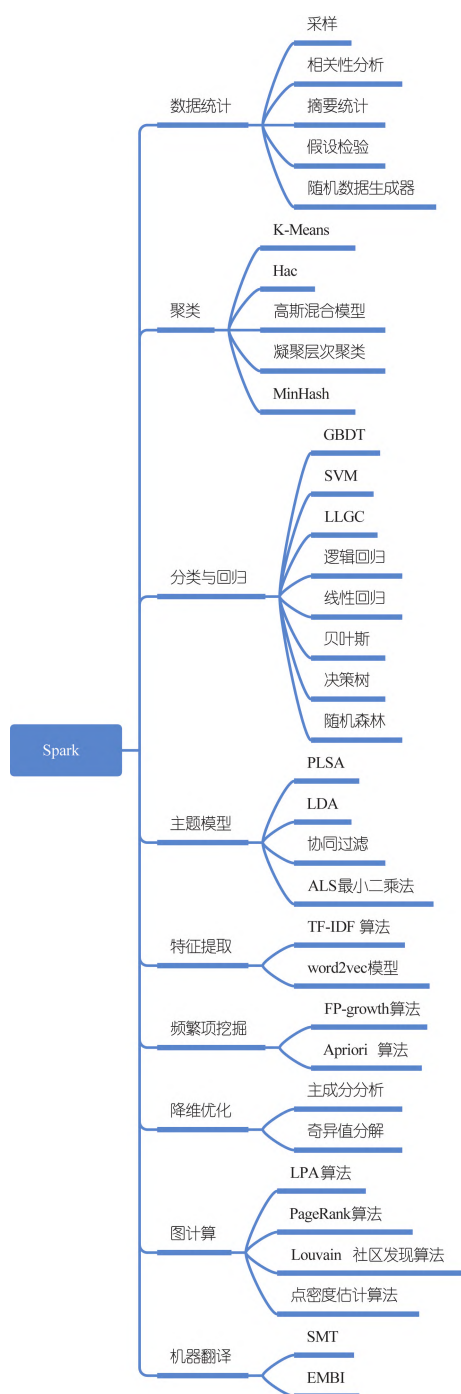 Spark
数据统计
采样
相关性分析
摘要统计
假设检验
随机数据生成器
聚类
K-Means
Hac
高斯混合模型
凝聚层次聚类
MinHash
分类与回归
GBDT
SVM
LLGC
逻辑回归
线性回归
贝叶斯
决策树
随机森林
主题模型
PLSA
LDA
协同过滤
ALS最小二乘法
特征提取
TF-IDF 算法
word2vec模型
频繁项挖掘
FP-growth算法
Apriori 算法
降维优化
主成分分析
奇异值分解
图计算
LPA算法
PageRank算法
Louvain 社区发现算法
点密度估计算法
机器翻译
SMT
EMBI